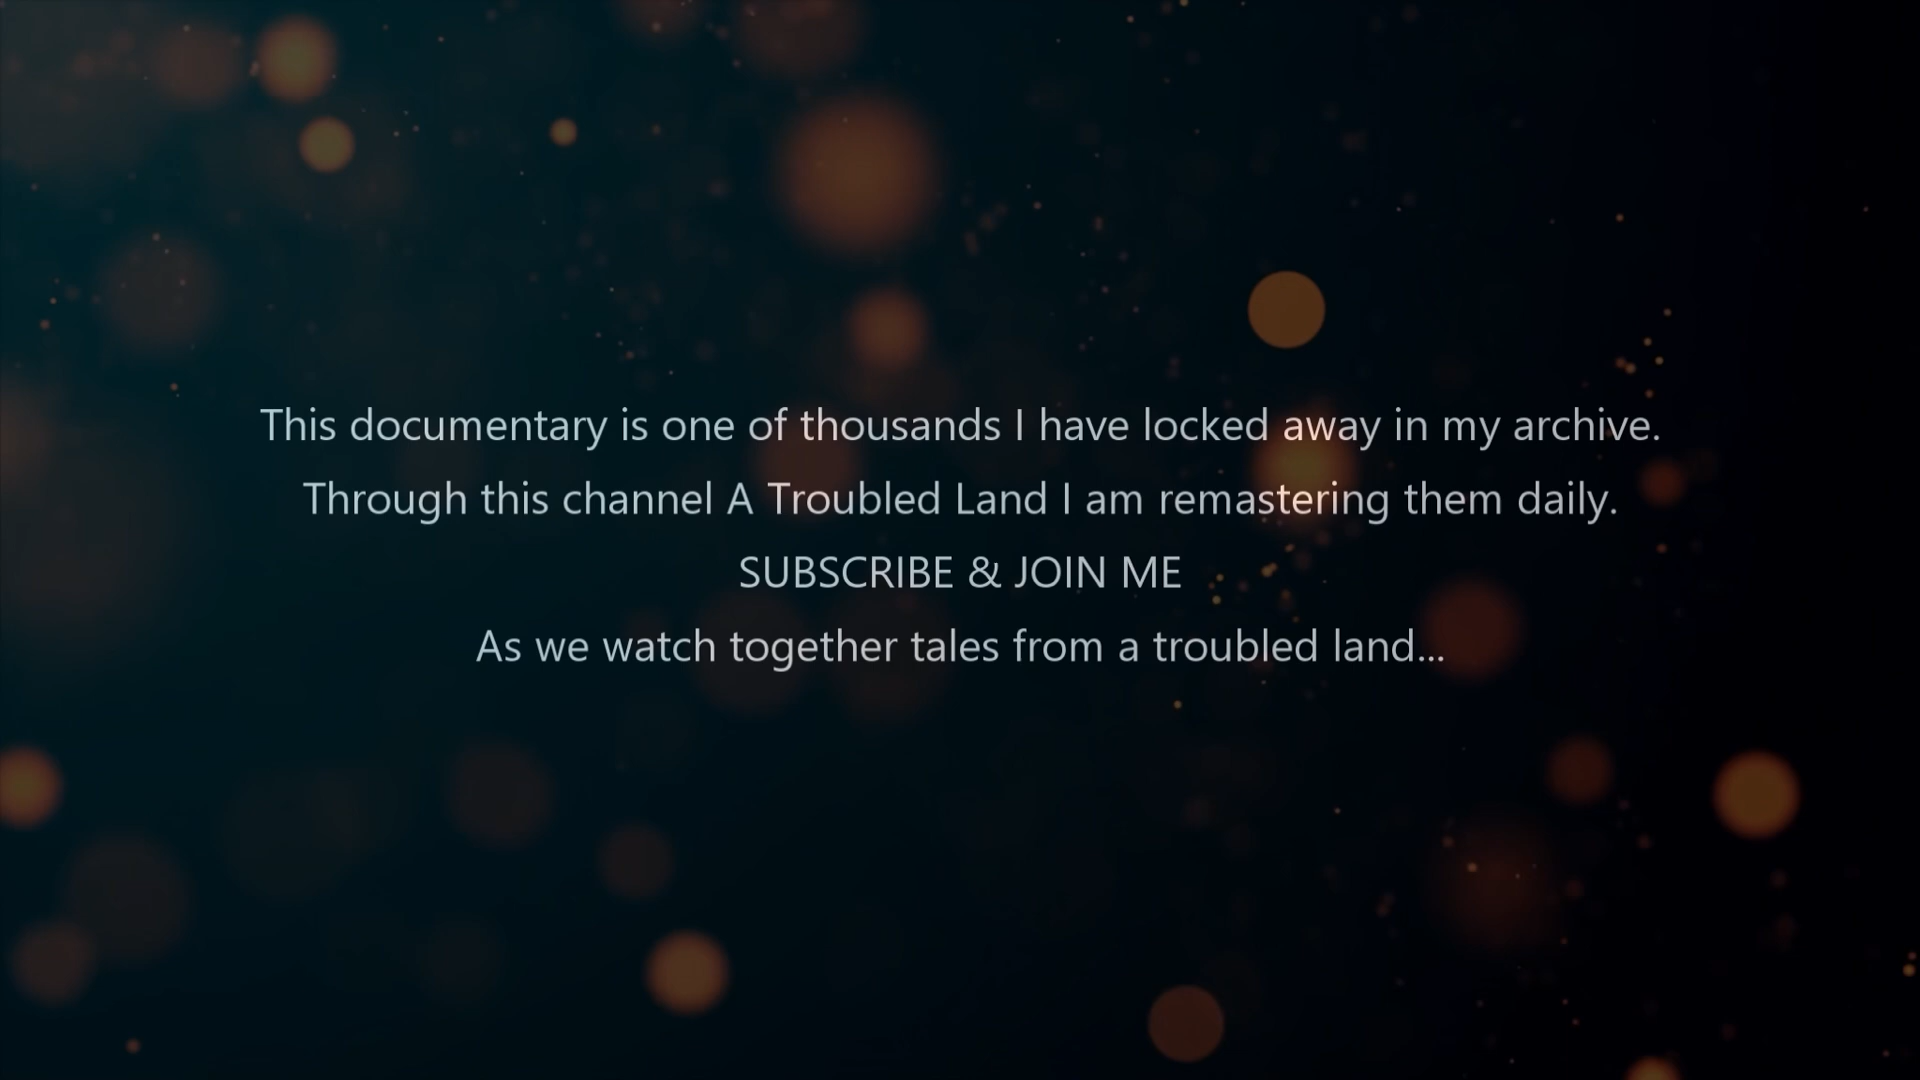 This documentary is one of thousands I have locked away in my archive.
Through this channel A Troubled Land I am remastering them daily.
SUBSCRIBE & JOIN ME
As we watch together tales from a troubled land...